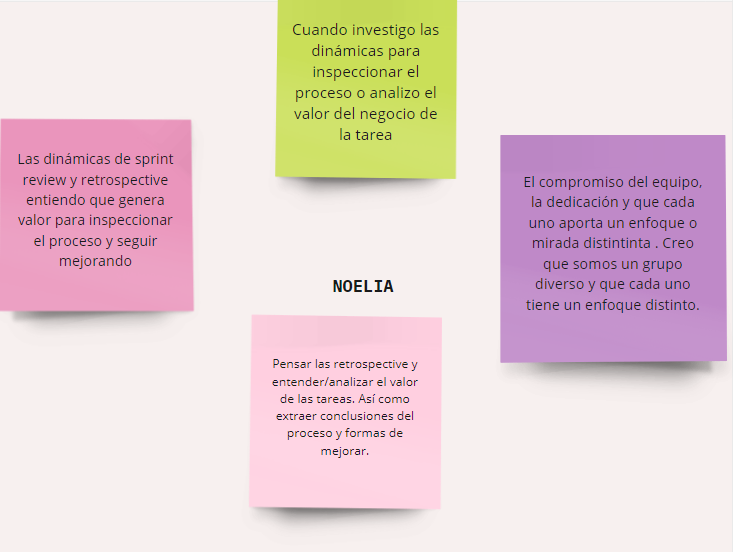 Cuando investigo las
dinámicas para
inspeccionar el
proceso o analizo el
valor del negocio de
la tarea
Las dinámicas de sprint
review y retrospective
entiendo que genera
valor para inspeccionar
el proceso y seguir
mejorando
El compromiso del equipo,
la dedicación y que cada
uno aporta un enfoque o
mirada distintinta . Creo
que somos un grupo
diverso y que cada uno
tiene un enfoque distinto.
NOELIA
Pensar las retrospective y
entender/analizar el valor
de las tareas. Así como
extraer conclusiones del
proceso y formas de
mejorar.